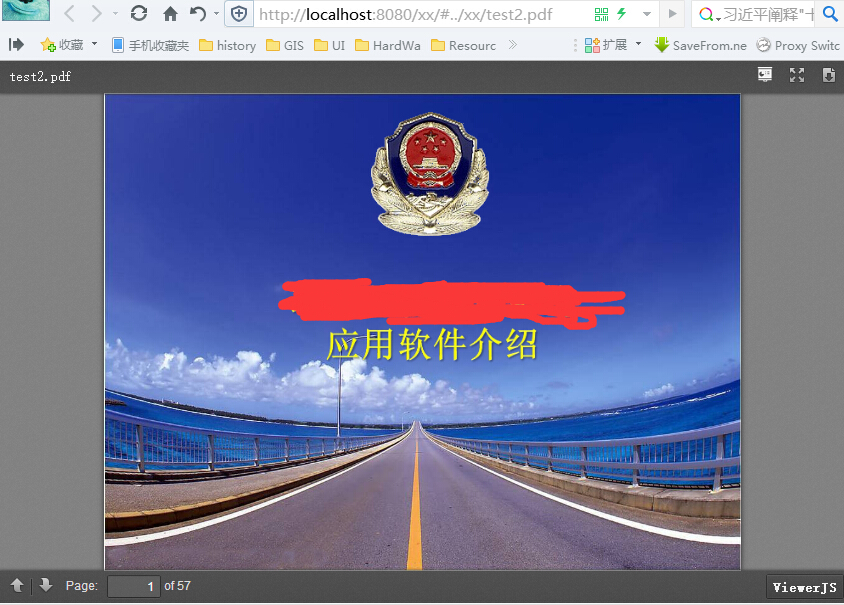 http://localhost:8080/xx/#../xx/test2.pdf
习近平阐释"十
收藏
手机收藏夹
history
GIS
UI
HardWa
Resourc
扩展
SaveFrom.ne
Proxy Switc
test2.pdf
应用软件介绍
Page: 1 of 57
ViewerJS